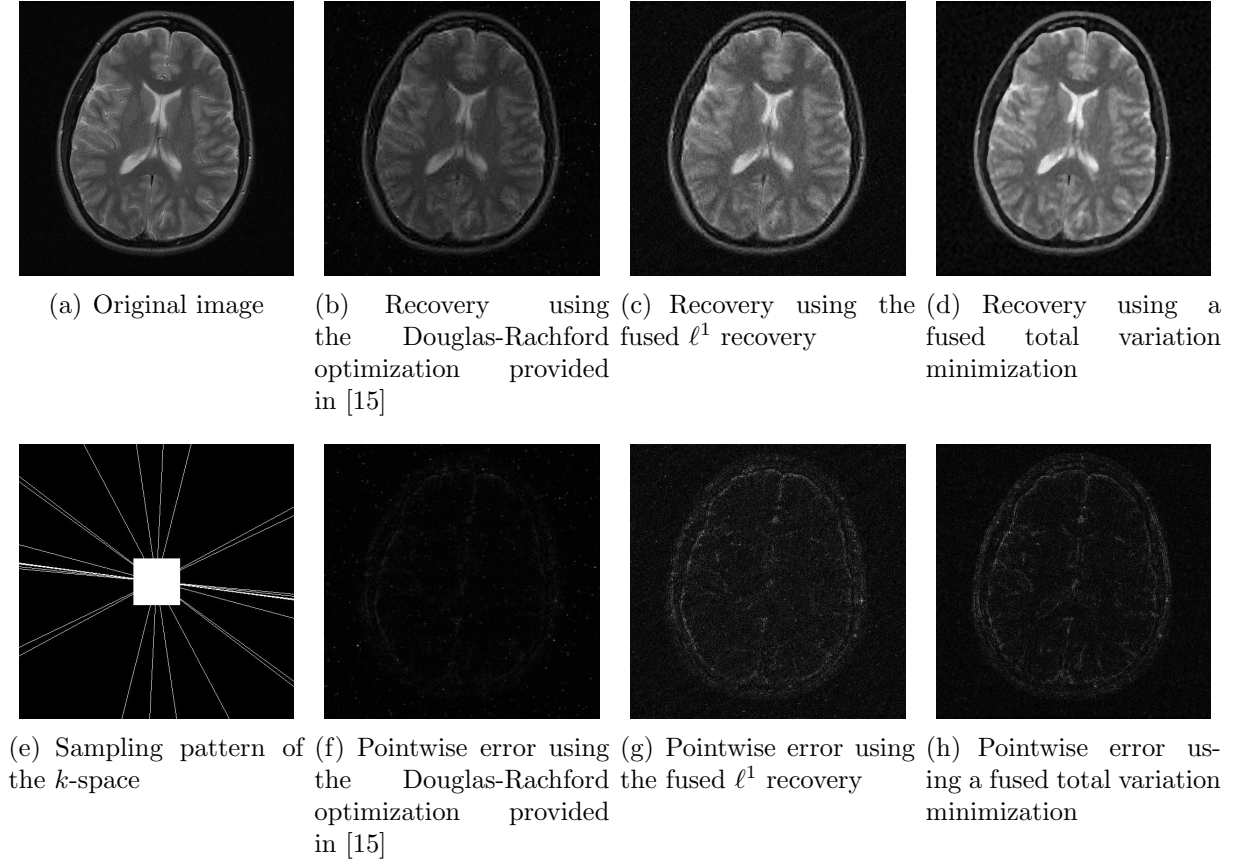 (a) Original image
(b) Recovery using
the Douglas-Rachford
optimization provided
in [15]
(c) Recovery using the
fused ℓ¹ recovery
(d) Recovery using a
fused total variation
minimization
(e) Sampling pattern of
the k-space
(f) Pointwise error using
the Douglas-Rachford
optimization provided
in [15]
(g) Pointwise error using
the fused ℓ¹ recovery
(h) Pointwise error us-
ing a fused total variation
minimization